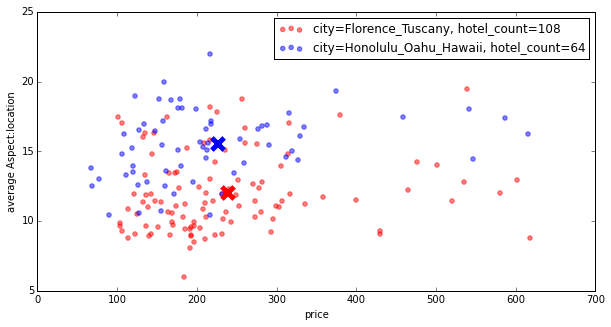 city=Florence_Tuscany, hotel_count=108
city=Honolulu_Oahu_Hawaii, hotel_count=64
average Aspect:location
25
20
15
10
5
0 100 200 300 400 500 600 700
price